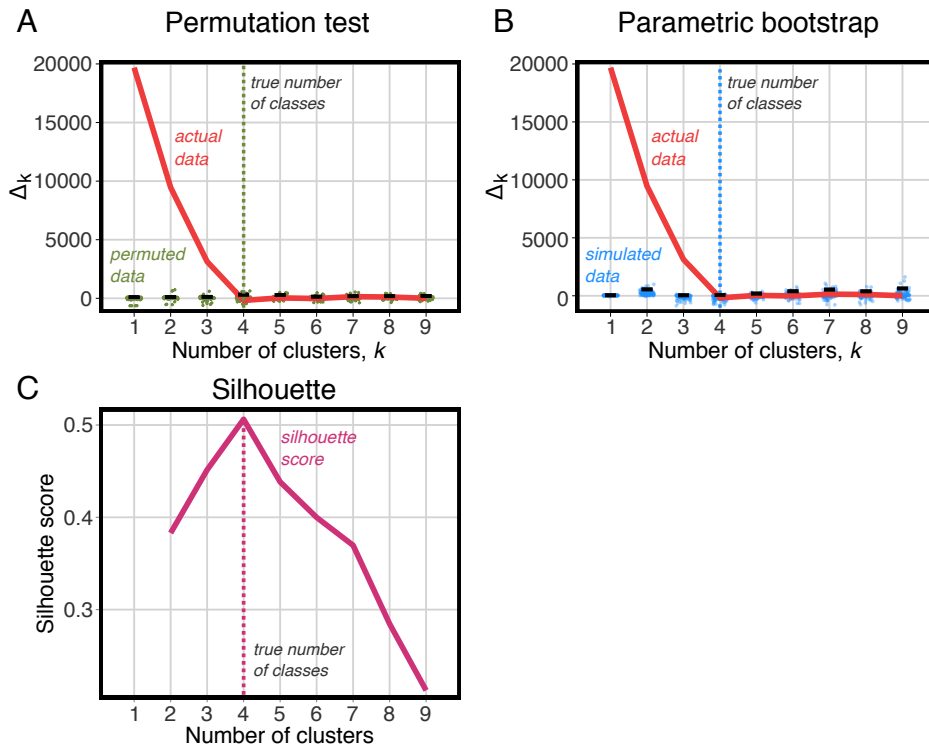 A
Permutation test
20000
15000
10000
5000
0
Δk
true number
of classes
actual
data
permuted
data
1 2 3 4 5 6 7 8 9
Number of clusters, k
B
Parametric bootstrap
20000
15000
10000
5000
0
Δk
true number
of classes
actual
data
simulated
data
1 2 3 4 5 6 7 8 9
Number of clusters, k
C
Silhouette
0.5
0.4
0.3
Silhouette score
silhouette
score
true number
of classes
1 2 3 4 5 6 7 8 9
Number of clusters